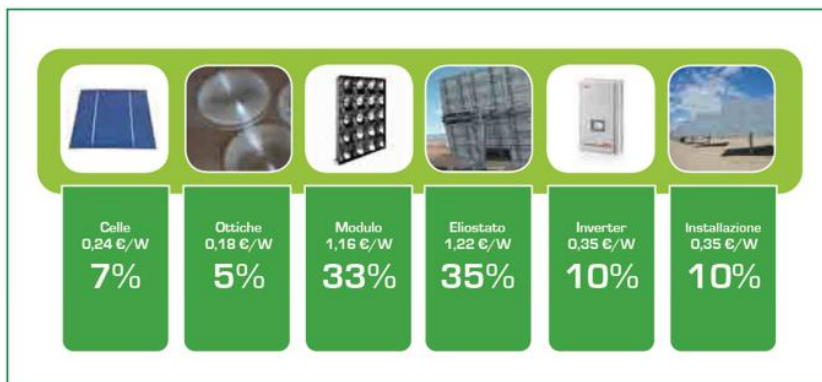 Celle
0,24 €/W
7%
Ottiche
0,18 €/W
5%
Modulo
1,16 €/W
33%
Eliostato
1,22 €/W
35%
Inverter
0,35 €/W
10%
Installazione
0,35 €/W
10%